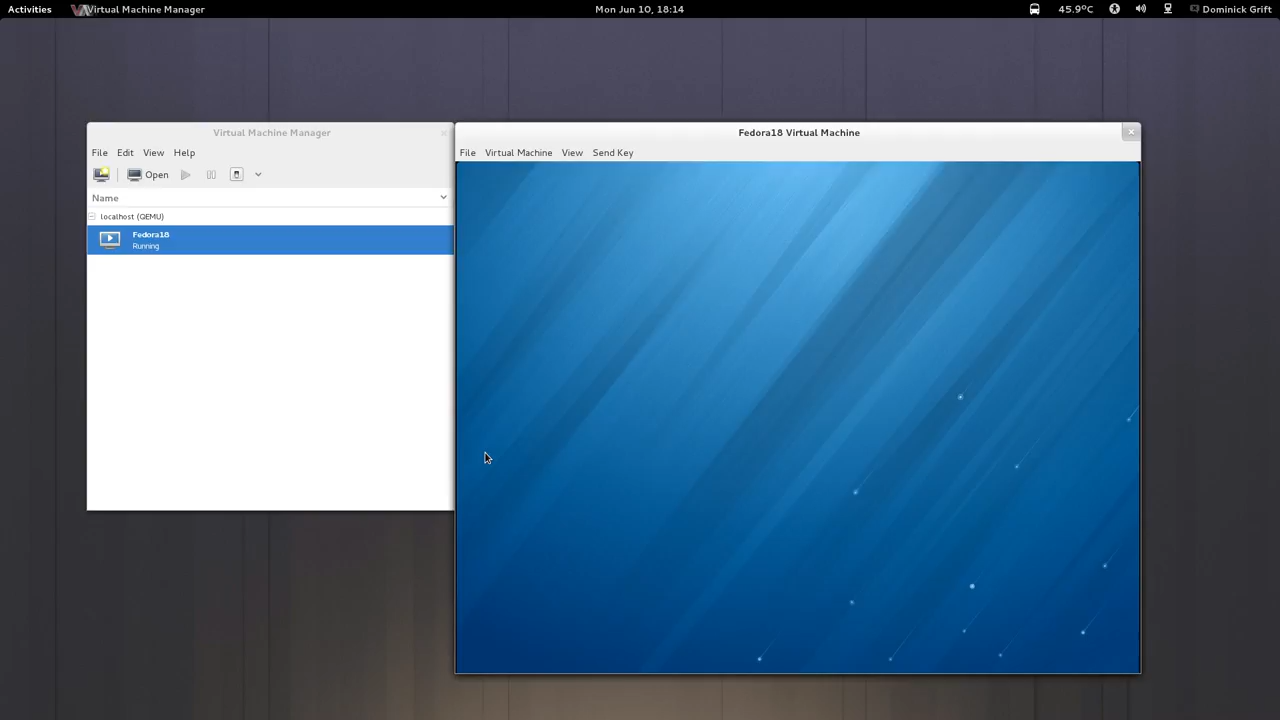 Activities Virtual Machine Manager Mon Jun 10, 18:14 45.9°C Dominick Grift
Virtual Machine Manager
File Edit View Help
Open
Name
localhost (QEMU)
Fedora18
Running
Fedora18 Virtual Machine
File Virtual Machine View Send Key